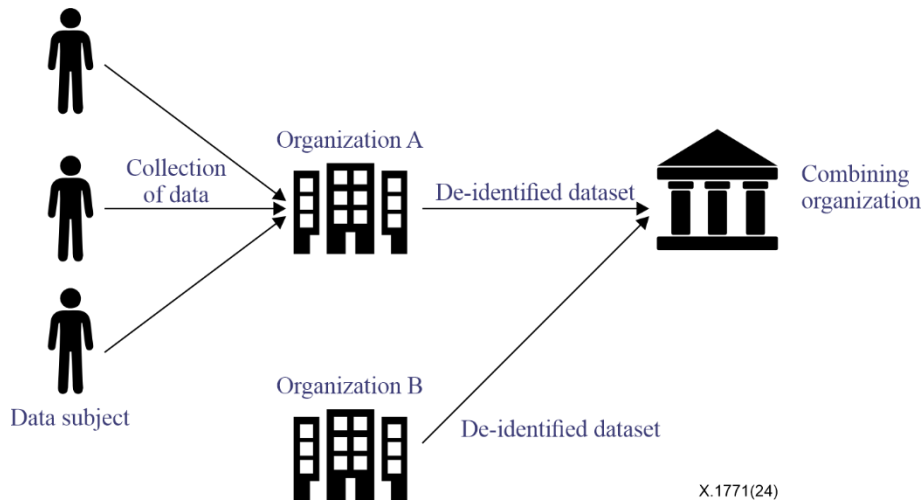 Organization A
Collection
of data
De-identified dataset
Combining
organization
Organization B
Data subject
De-identified dataset
X.1771(24)